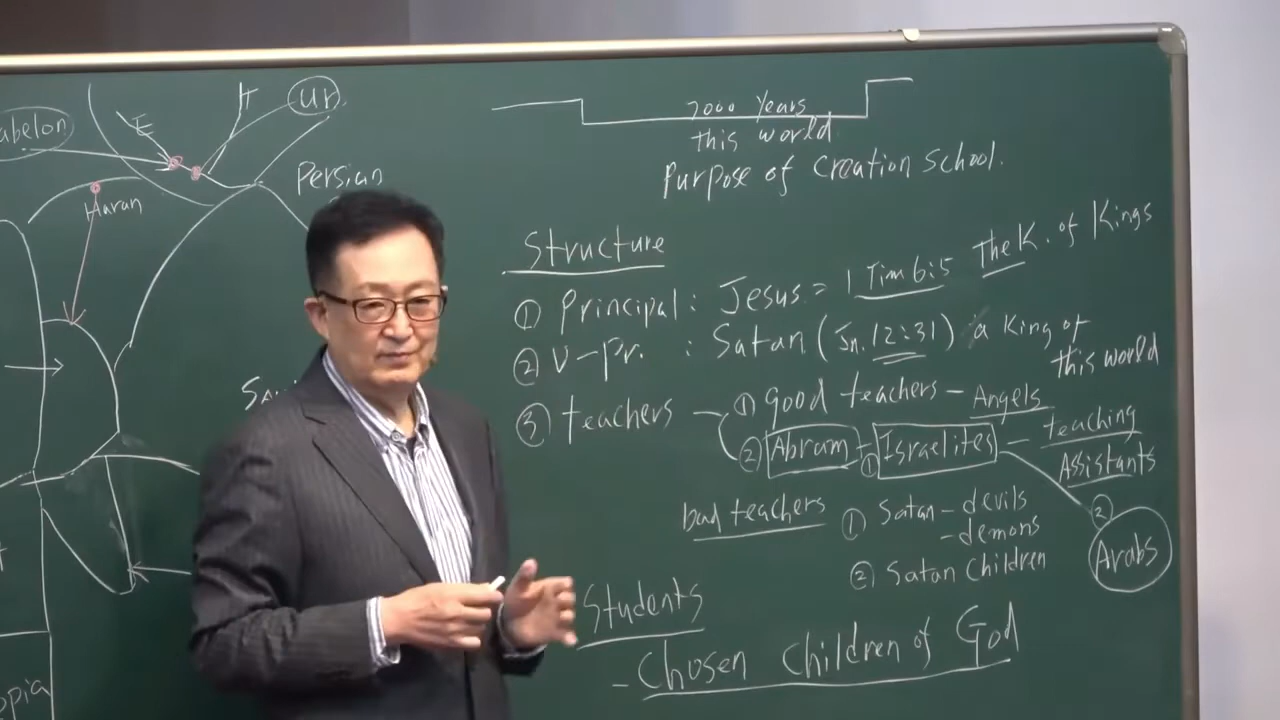 abelon
E
T
ur
Haran
Persian
7000 Years
this world
Purpose of Creation School.
Structure
① Principal : Jesus = 1 Tim 6:5 The K. of Kings
② V-Pr. : Satan (Jn. 12:31) a King of
this world
③ teachers - ① good teachers - Angels
② Abram - ① Israelites - teaching
Assistants
bad teachers ① Satan - devils
- demons
② Satan Children
② Arabs
Students
- Chosen Children of God
opia